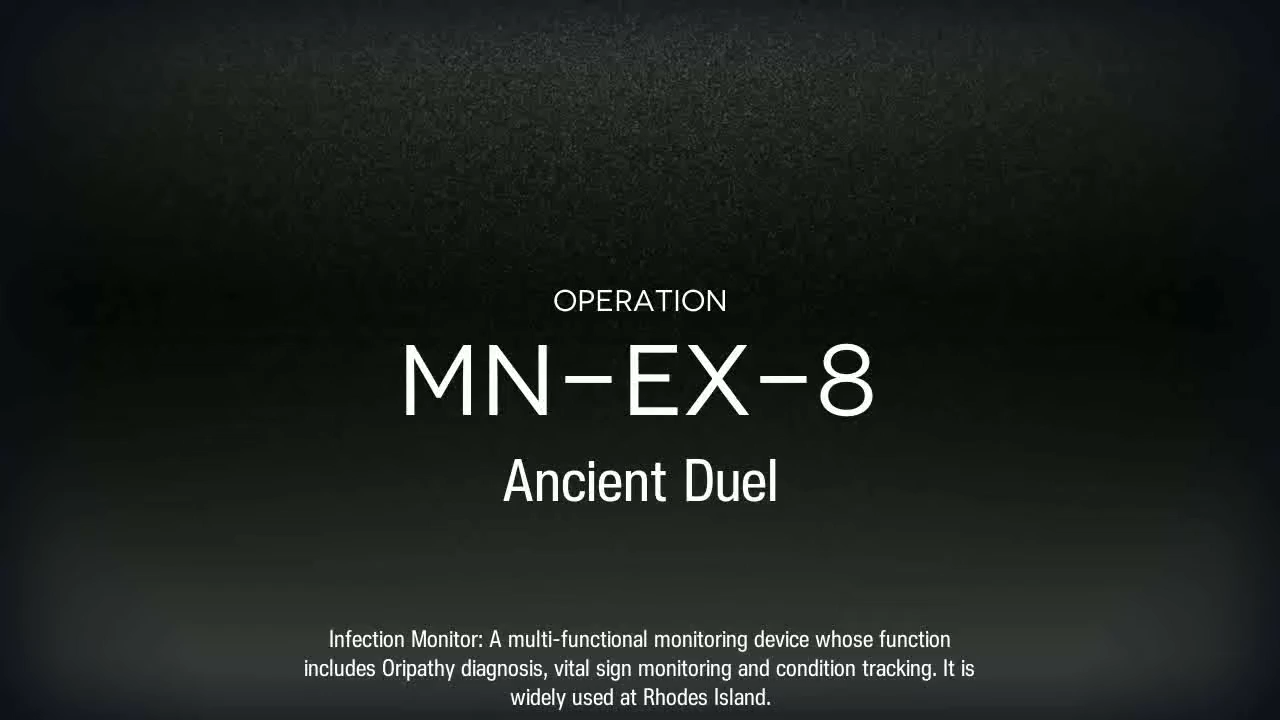 OPERATION
MN-EX-8
Ancient Duel
Infection Monitor: A multi-functional monitoring device whose function
includes Oripathy diagnosis, vital sign monitoring and condition tracking. It is
widely used at Rhodes Island.